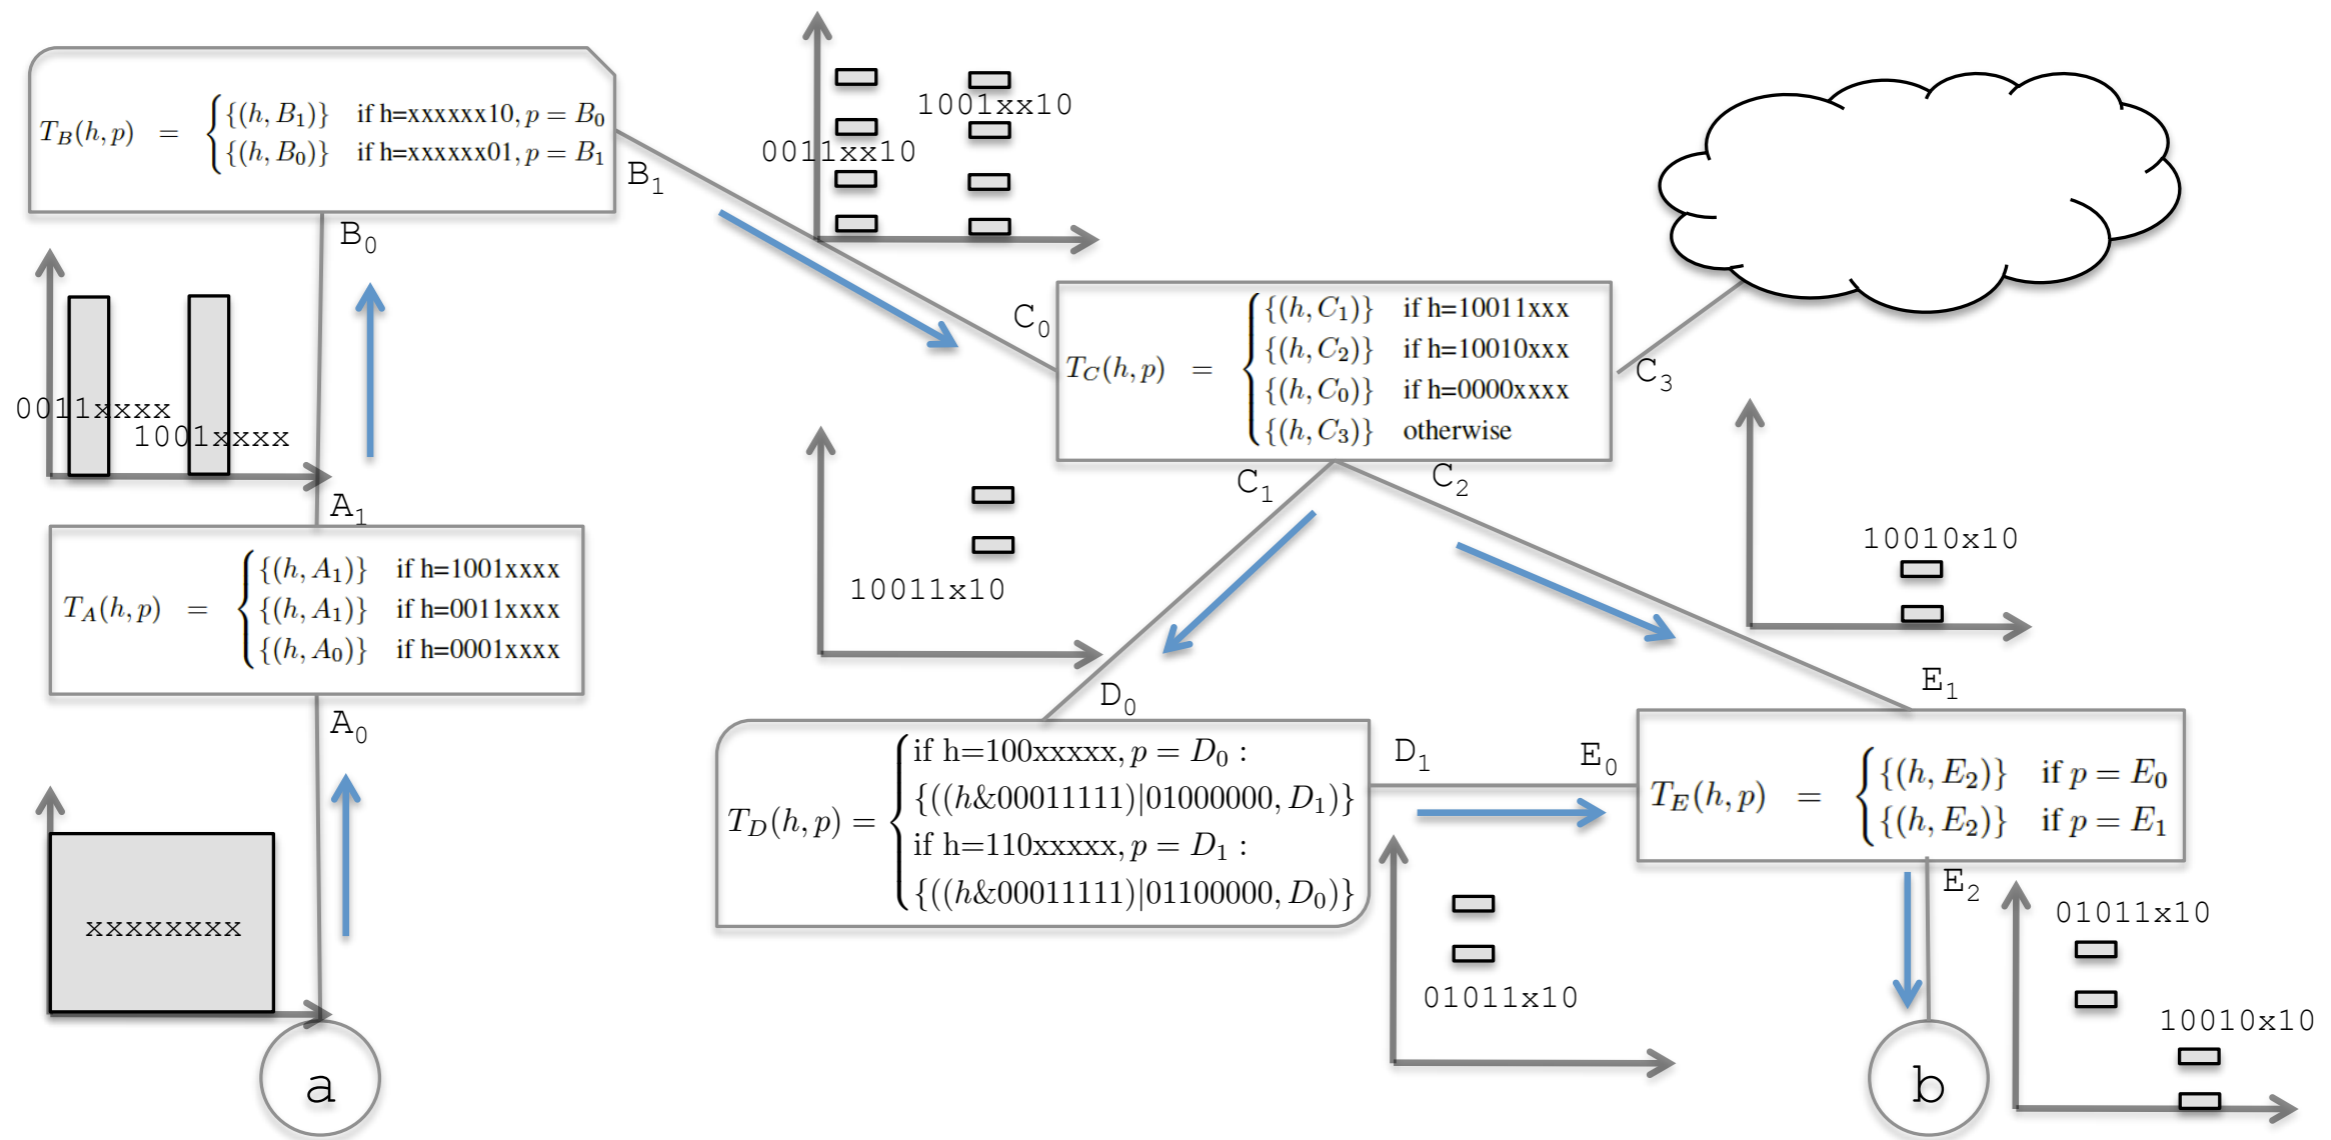 T_B(h, p) = { {(h, B_1)} if h=xxxxxx10, p = B_0
{(h, B_0)} if h=xxxxxx01, p = B_1
B_1
B_0
1001xx10
0011xx10
0011xxxx
1001xxxx
A_1
T_A(h, p) = { {(h, A_1)} if h=1001xxxx
{(h, A_1)} if h=0011xxxx
{(h, A_0)} if h=0001xxxx
A_0
xxxxxxxx
a
C_0
T_C(h, p) = { {(h, C_1)} if h=10011xxx
{(h, C_2)} if h=10010xxx
{(h, C_0)} if h=0000xxxx
{(h, C_3)} otherwise
C_3
C_1
C_2
10011x10
10010x10
D_0
E_1
T_D(h, p) = { if h=100xxxxx, p = D_0 :
{((h&00011111)|01000000, D_1)}
if h=110xxxxx, p = D_1 :
{((h&00011111)|01100000, D_0)}
D_1
E_0
T_E(h, p) = { {(h, E_2)} if p = E_0
{(h, E_2)} if p = E_1
E_2
01011x10
01011x10
10010x10
b